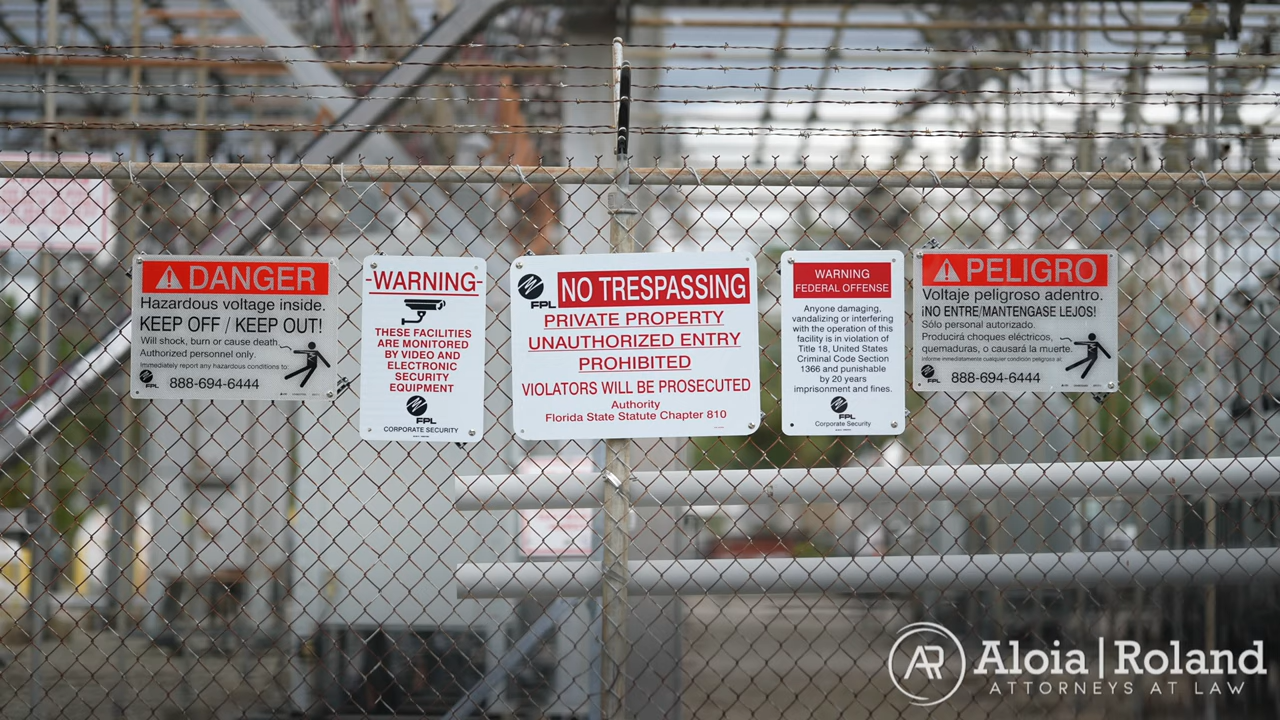 DANGER
Hazardous voltage inside.
KEEP OFF / KEEP OUT!
Will shock, burn or cause death.
Authorized personnel only.
Immediately report any hazardous conditions to:
FPL
888-694-6444
-WARNING-
THESE FACILITIES
ARE MONITORED
BY VIDEO AND
ELECTRONIC
SECURITY
EQUIPMENT
FPL
CORPORATE SECURITY
FPL
NO TRESPASSING
PRIVATE PROPERTY
UNAUTHORIZED ENTRY
PROHIBITED
VIOLATORS WILL BE PROSECUTED
Authority
Florida State Statute Chapter 810
WARNING
FEDERAL OFFENSE
Anyone damaging,
vandalizing or interfering
with the operation of this
facility is in violation of
Title 18, United States
Criminal Code Section
1366 and punishable
by 20 years
imprisonment and fines.
FPL
Corporate Security
PELIGRO
Voltaje peligroso adentro.
¡NO ENTRE/MANTENGASE LEJOS!
Sólo personal autorizado.
Producirá choques eléctricos,
quemaduras, o causará la muerte.
Informe inmediatamente cualquier condición peligrosa al:
FPL
888-694-6444
AR
Aloia|Roland
ATTORNEYS AT LAW